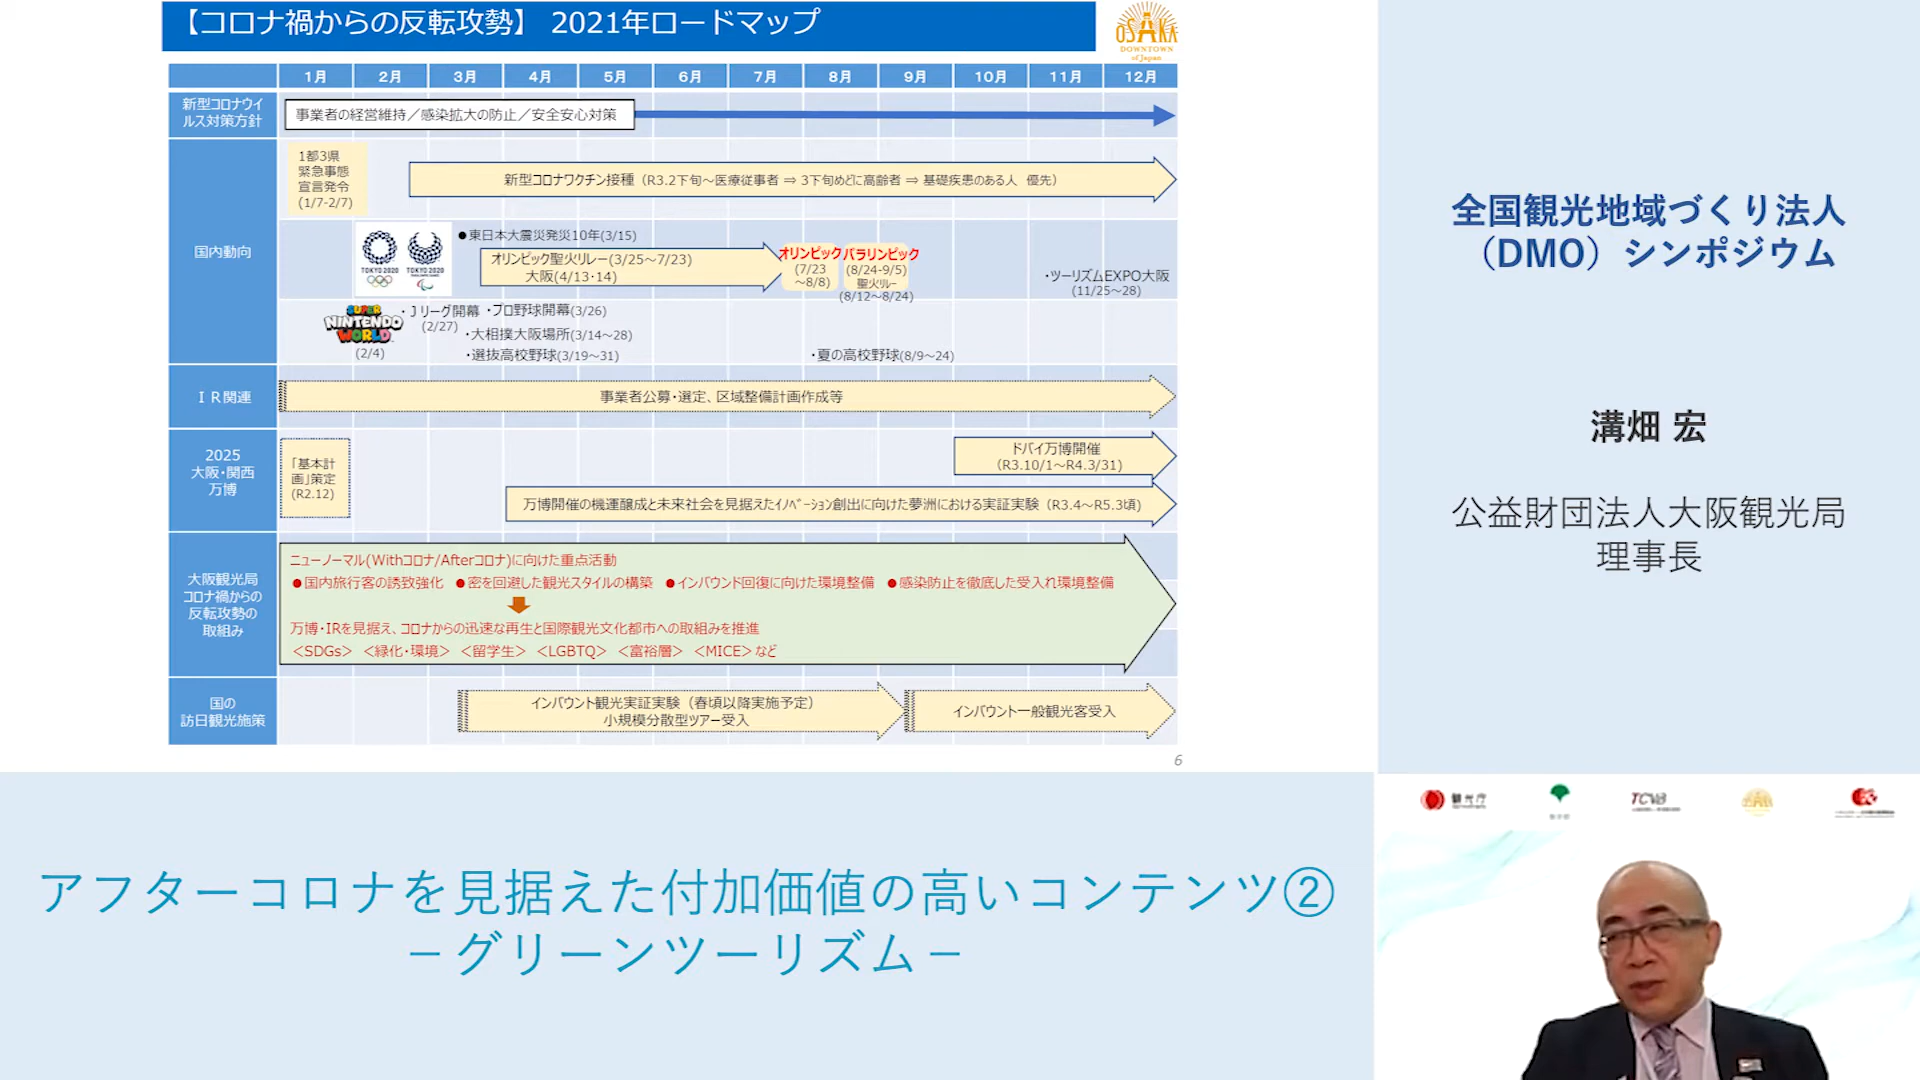 【コロナ禍からの反転攻勢】 2021年ロードマップ
OSAKA
DOWNTOWN
of Japan
1月 2月 3月 4月 5月 6月 7月 8月 9月 10月 11月 12月
新型コロナウイ
ルス対策方針
事業者の経営維持／感染拡大の防止／安全安心対策
国内動向
1都3県
緊急事態
宣言発令
(1/7-2/7)
新型コロナワクチン接種（R3.2下旬～医療従事者 ⇒ 3下旬めどに高齢者 ⇒ 基礎疾患のある人 優先）
TOKYO 2020 TOKYO 2020
●東日本大震災発災10年(3/15)
オリンピック聖火リレー(3/25～7/23)
大阪(4/13・14)
オリンピック
(7/23
～8/8)
パラリンピック
(8/24-9/5)
聖火リレー
(8/12～8/24)
・ツーリズムEXPO大阪
(11/25～28)
SUPER
NINTENDO
WORLD
(2/4)
・Jリーグ開幕
(2/27)
・プロ野球開幕(3/26)
・大相撲大阪場所(3/14～28)
・選抜高校野球(3/19～31)
・夏の高校野球(8/9～24)
ＩＲ関連
事業者公募・選定、区域整備計画作成等
2025
大阪・関西
万博
「基本計
画」策定
(R2.12)
ドバイ万博開催
(R3.10/1～R4.3/31)
万博開催の機運醸成と未来社会を見据えたイノベーション創出に向けた夢洲における実証実験（R3.4～R5.3頃）
大阪観光局
コロナ禍からの
反転攻勢の
取組み
ニューノーマル(Withコロナ/Afterコロナ)に向けた重点活動
●国内旅行客の誘致強化 ●密を回避した観光スタイルの構築 ●インバウンド回復に向けた環境整備 ●感染防止を徹底した受入れ環境整備
万博・IRを見据え、コロナからの迅速な再生と国際観光文化都市への取組みを推進
＜SDGs＞ ＜緑化・環境＞ ＜留学生＞ ＜LGBTQ＞ ＜富裕層＞ ＜MICE＞など
国の
訪日観光施策
インバウント観光実証実験（春頃以降実施予定）
小規模分散型ツアー受入
インバウント一般観光客受入
6
全国観光地域づくり法人
（DMO）シンポジウム
溝畑 宏
公益財団法人大阪観光局
理事長
観光庁
TCVB
アフターコロナを見据えた付加価値の高いコンテンツ②
－グリーンツーリズム－